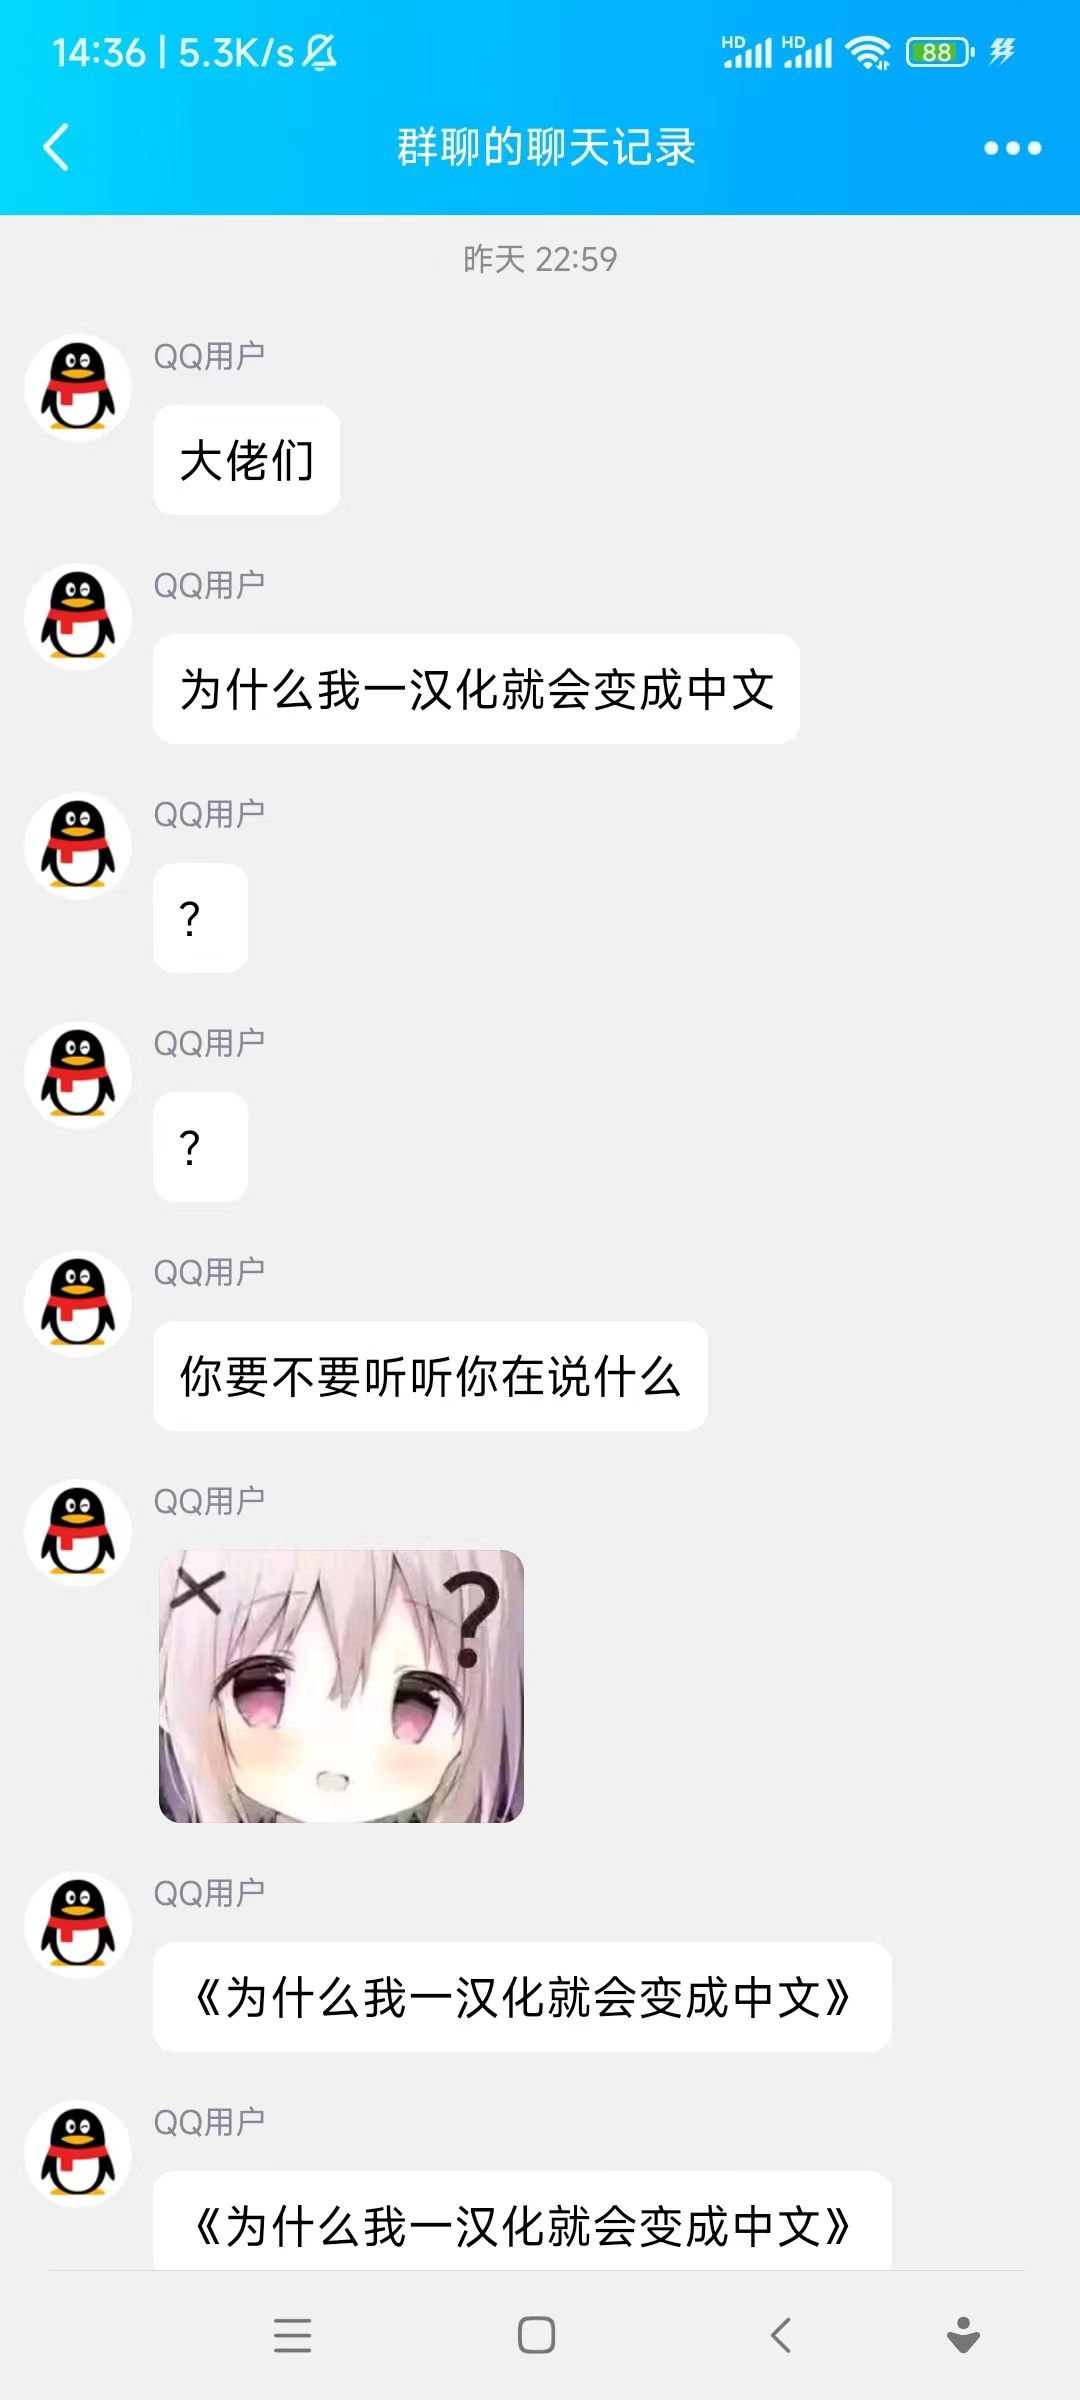 14:36 | 5.3K/s
HD HD 88
群聊的聊天记录
昨天 22:59
QQ用户
大佬们
QQ用户
为什么我一汉化就会变成中文
QQ用户
？
QQ用户
？
QQ用户
你要不要听听你在说什么
QQ用户
?
QQ用户
《为什么我一汉化就会变成中文》
QQ用户
《为什么我一汉化就会变成中文》